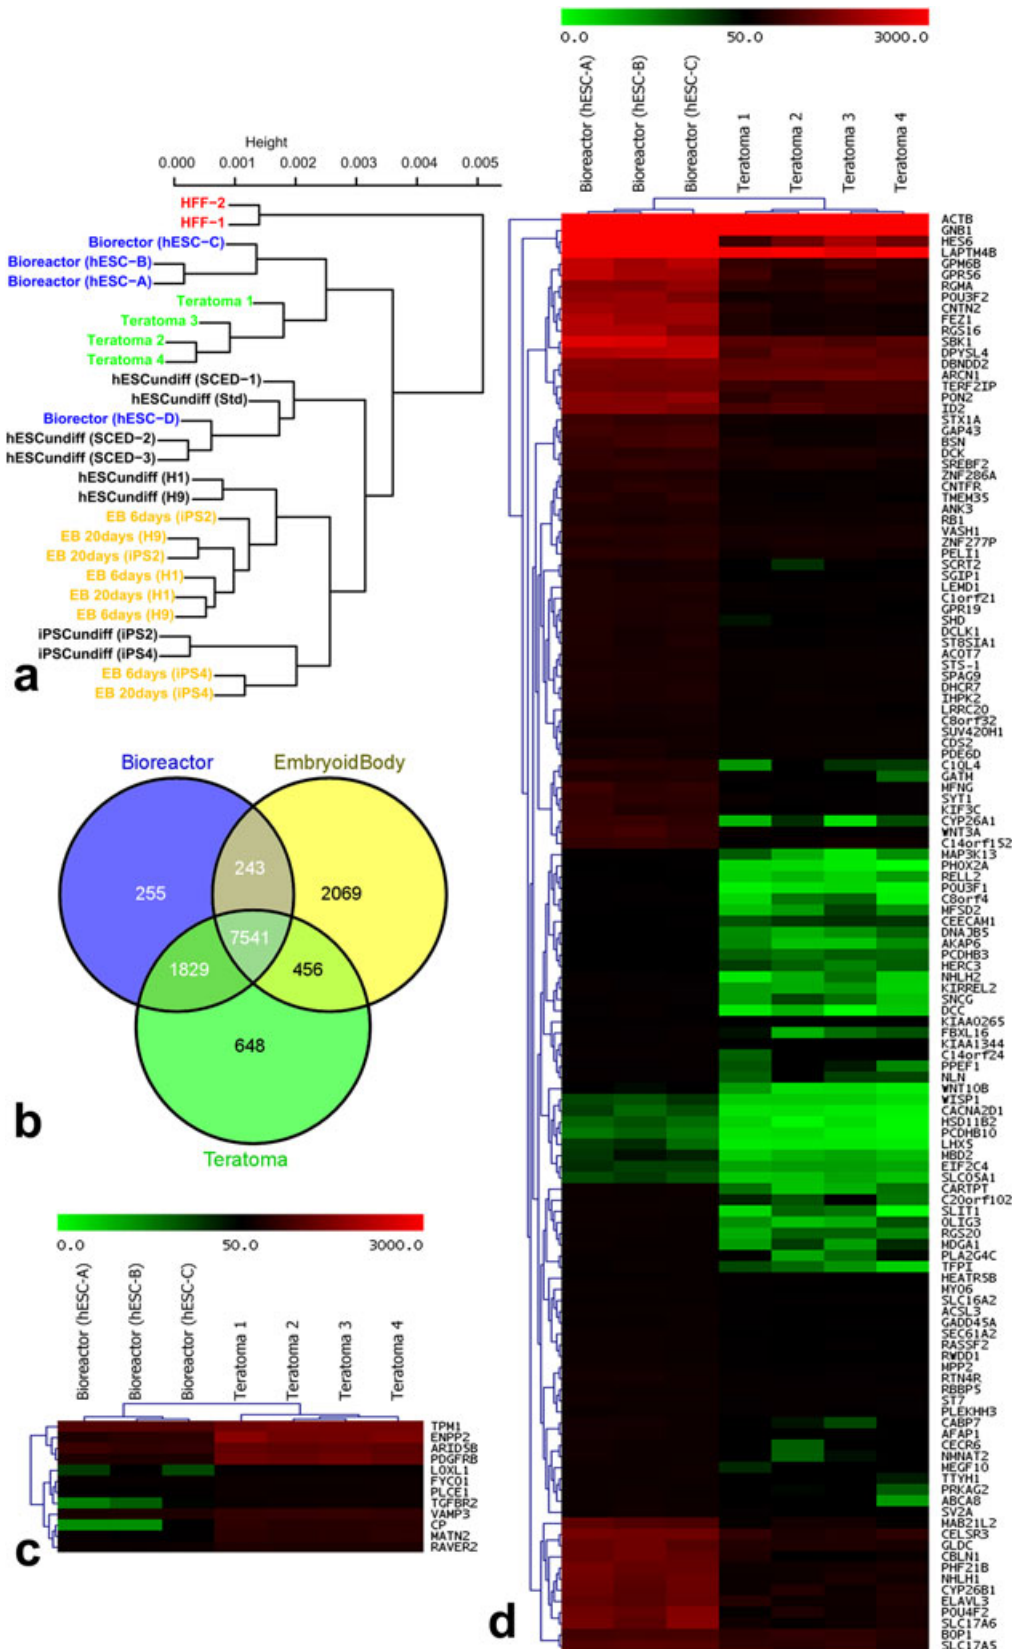 Height
0.000 0.001 0.002 0.003 0.004 0.005
HFF-2
HFF-1
Biorector (hESC-C)
Bioreactor (hESC-B)
Bioreactor (hESC-A)
Teratoma 1
Teratoma 3
Teratoma 2
Teratoma 4
hESCundiff (SCED-1)
hESCundiff (Std)
Biorector (hESC-D)
hESCundiff (SCED-2)
hESCundiff (SCED-3)
hESCundiff (H1)
hESCundiff (H9)
EB 6days (iPS2)
EB 20days (H9)
EB 20days (iPS2)
EB 6days (H1)
EB 20days (H1)
EB 6days (H9)
iPSCundiff (iPS2)
iPSCundiff (iPS4)
EB 6days (iPS4)
EB 20days (iPS4)
a
Bioreactor
EmbryoidBody
243
255
2069
7541
1829
456
648
Teratoma
b
0.0 50.0 3000.0
Bioreactor (hESC-A)
Bioreactor (hESC-B)
Bioreactor (hESC-C)
Teratoma 1
Teratoma 2
Teratoma 3
Teratoma 4
TPM1
ENPP2
ARID5B
PDGFRB
LOXL1
FYCO1
PLCE1
TGFBR2
VAMP3
CP
MATN2
RAVER2
c
0.0 50.0 3000.0
Bioreactor (hESC-A)
Bioreactor (hESC-B)
Bioreactor (hESC-C)
Teratoma 1
Teratoma 2
Teratoma 3
Teratoma 4
ACTB
GNB1
HES6
LAPTM4B
GPM6B
GPR56
RGMA
POU3F2
CNTN2
FEZ1
RGS16
SBK1
DPYSL4
DBNDD2
ARCN1
TERF2IP
PON2
ID2
STX1A
GAP43
BSN
DCK
SREBF2
ZNF286A
CNTFR
TMEM35
ANK3
RB1
VASH1
ZNF277P
PELI1
SCRT2
SGIP1
LEMD1
C1orf21
GPR19
SHD
DCLK1
ST8SIA1
ACOT7
STS-1
SPAG9
DHCR7
IHPK2
LRRC20
C8orf32
SUV420H1
CDS2
PDE6D
C1QL4
GATM
MFNG
SYT1
KIF3C
CYP26A1
WNT3A
C14orf152
MAP3K13
PHOX2A
RELL2
POU3F1
C8orf4
MFSD2
CEECAM1
DNAJB5
AKAP6
PCDHB3
HERC3
NHLH2
KIRREL2
SNCG
DCC
KIAA0265
FBXL16
KIAA1344
C14orf24
PPEF1
NLN
WNT10B
WISP1
CACNA2D1
HSD11B2
PCDHB10
LHX5
MBD2
EIF2C4
SLCO5A1
CARTPT
C20orf102
SLIT1
OLIG3
RGS20
MDGA1
PLA2G4C
TFPI
HEATR5B
MYO6
SLC16A2
ACSL3
GADD45A
SEC61A2
RASSF2
RWDD1
MPP2
RTN4R
RBBP5
ST7
PLEKHH3
CABP7
AFAP1
CECR6
NMNAT2
MEGF10
TTYH1
PRKAG2
ABCA8
SV2A
MAB21L2
CELSR3
GLDC
CBLN1
PHF21B
NHLH1
CYP26B1
ELAVL3
POU4F2
SLC17A6
BOP1
SLC17A5
d